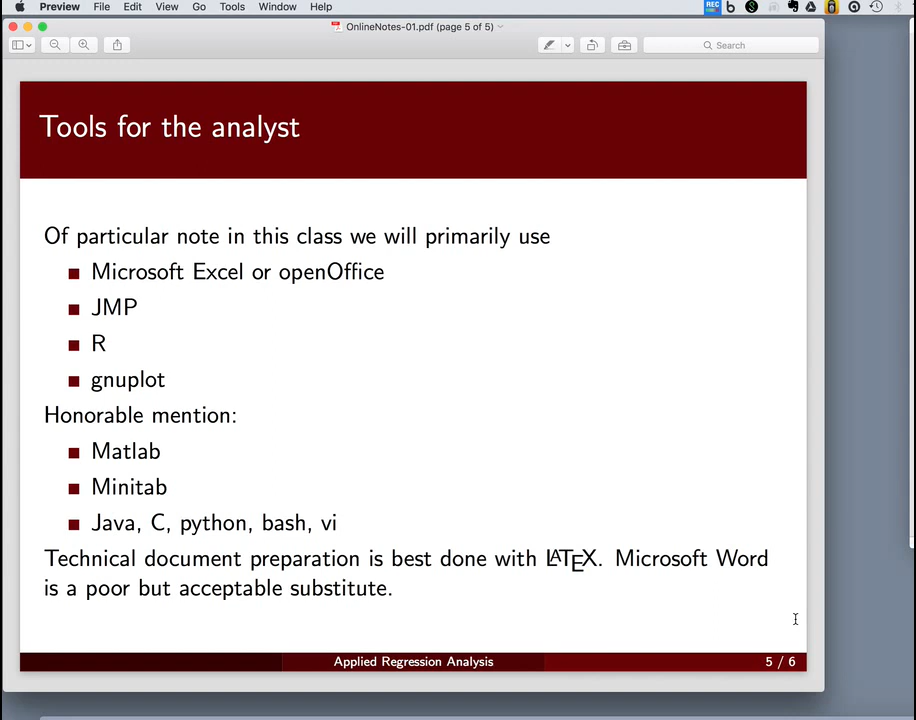 Preview File Edit View Go Tools Window Help
REC
OnlineNotes-01.pdf (page 5 of 5)
Search
Tools for the analyst
Of particular note in this class we will primarily use
Microsoft Excel or openOffice
JMP
R
gnuplot
Honorable mention:
Matlab
Minitab
Java, C, python, bash, vi
Technical document preparation is best done with LATEX. Microsoft Word
is a poor but acceptable substitute.
Applied Regression Analysis 5 / 6